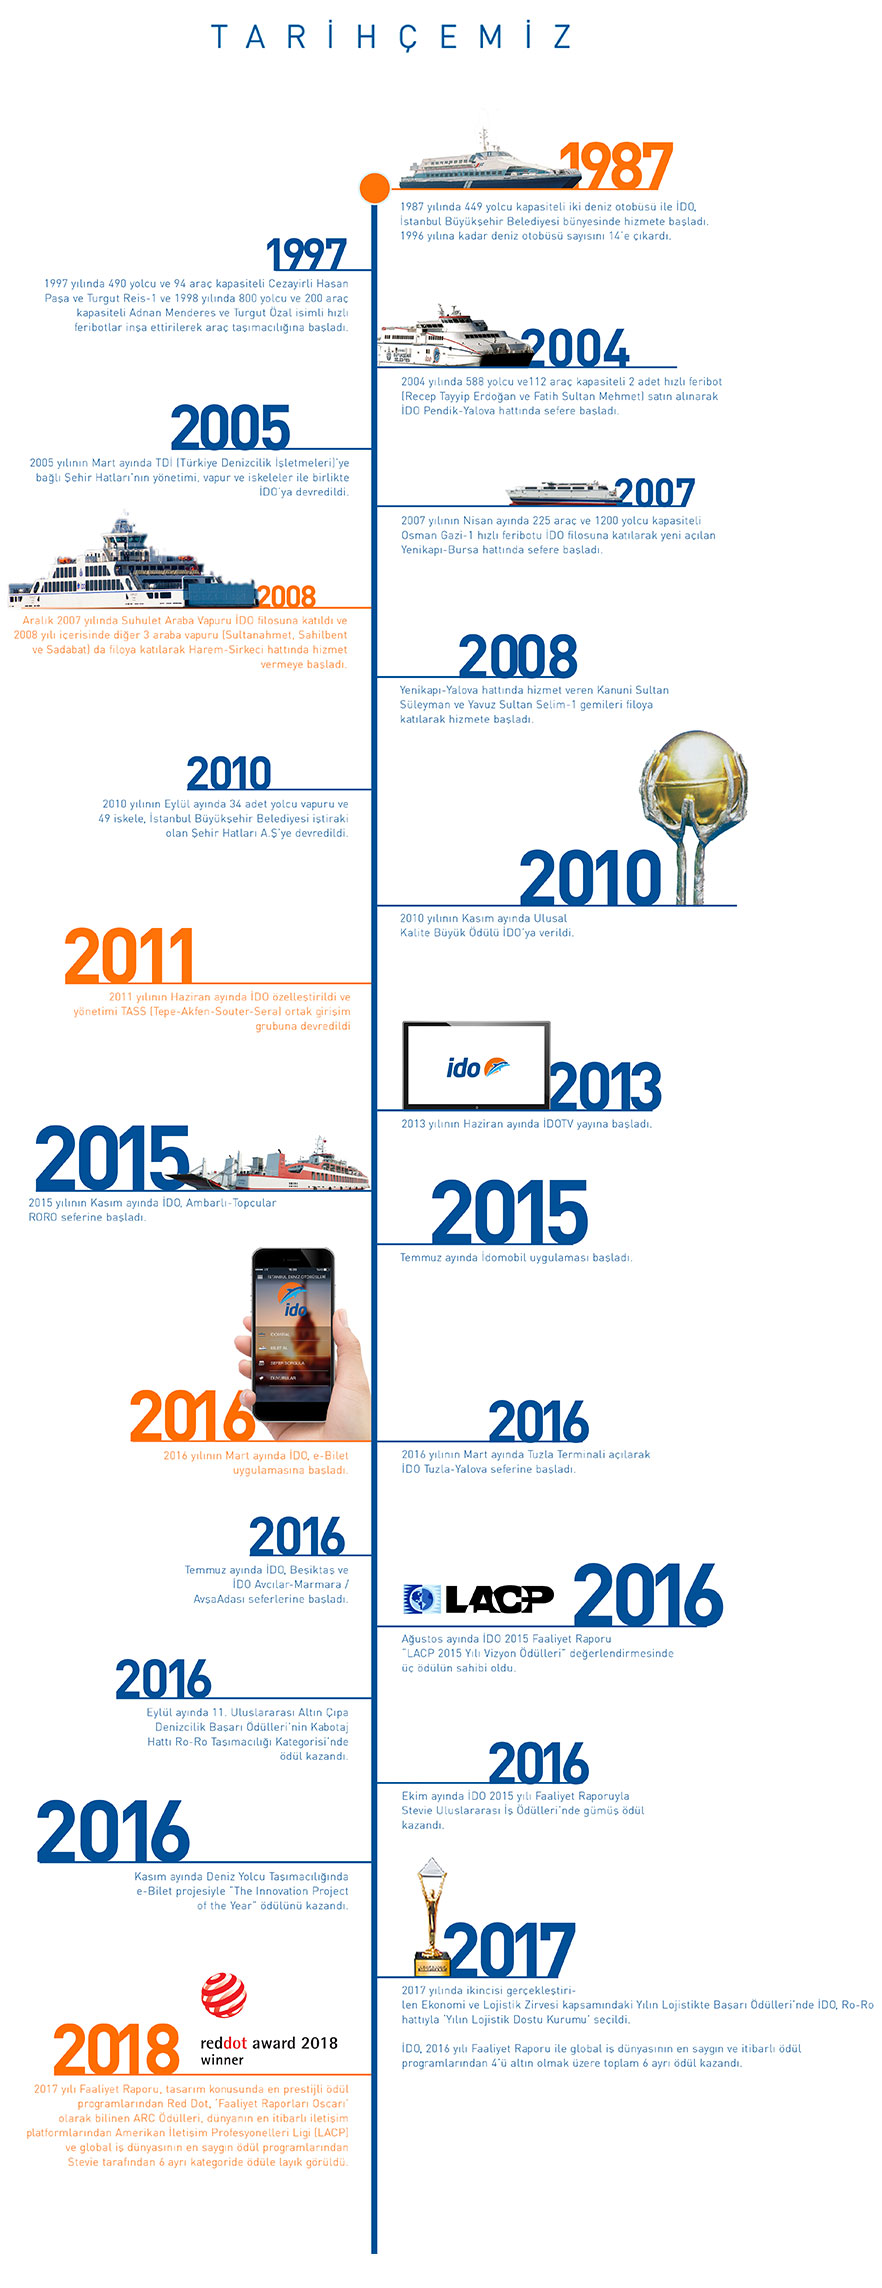 TARİHÇEMİZ
1987
1987 yılında 449 yolcu kapasiteli iki deniz otobüsü ile İDO,
İstanbul Büyükşehir Belediyesi bünyesinde hizmete başladı.
1996 yılına kadar deniz otobüsü sayısını 14'e çıkardı.
1997
1997 yılında 490 yolcu ve 94 araç kapasiteli Cezayirli Hasan
Paşa ve Turgut Reis-1 ve 1998 yılında 800 yolcu ve 200 araç
kapasiteli Adnan Menderes ve Turgut Özal isimli hızlı
feribotlar inşa ettirilerek araç taşımacılığına başladı.
2004
2004 yılında 588 yolcu ve112 araç kapasiteli 2 adet hızlı feribot
(Recep Tayyip Erdoğan ve Fatih Sultan Mehmet) satın alınarak
İDO Pendik-Yalova hattında sefere başladı.
2005
2005 yılının Mart ayında TDİ (Türkiye Denizcilik İşletmeleri)'ye
bağlı Şehir Hatları'nın yönetimi, vapur ve iskeleler ile birlikte
İDO'ya devredildi.
2007
2007 yılının Nisan ayında 225 araç ve 1200 yolcu kapasiteli
Osman Gazi-1 hızlı feribotu İDO filosuna katılarak yeni açılan
Yenikapı-Bursa hattında sefere başladı.
2008
Aralık 2007 yılında Suhulet Araba Vapuru İDO filosuna katıldı ve
2008 yılı içerisinde diğer 3 araba vapuru (Sultanahmet, Sahilbent
ve Sadabat) da filoya katılarak Harem-Sirkeci hattında hizmet
vermeye başladı.
2008
Yenikapı-Yalova hattında hizmet veren Kanuni Sultan
Süleyman ve Yavuz Sultan Selim-1 gemileri filoya
katılarak hizmete başladı.
2010
2010 yılının Eylül ayında 34 adet yolcu vapuru ve
49 iskele, İstanbul Büyükşehir Belediyesi iştiraki
olan Şehir Hatları A.Ş'ye devredildi.
2010
2010 yılının Kasım ayında Ulusal
Kalite Büyük Ödülü İDO'ya verildi.
2011
2011 yılının Haziran ayında İDO özelleştirildi ve
yönetimi TASS (Tepe-Akfen-Souter-Sera) ortak girişim
grubuna devredildi
ido
2013
2013 yılının Haziran ayında İDOTV yayına başladı.
2015
2015 yılının Kasım ayında İDO, Ambarlı-Topçular
RORO seferine başladı.
2015
Temmuz ayında İdomobil uygulaması başladı.
İSTANBUL DENİZ OTOBÜSLERİ
ido
SEFER SORGULA
DUYURULAR
2016
2016 yılının Mart ayında İDO, e-Bilet
uygulamasına başladı.
2016
2016 yılının Mart ayında Tuzla Terminali açılarak
İDO Tuzla-Yalova seferine başladı.
2016
Temmuz ayında İDO, Beşiktaş ve
İDO Avcılar-Marmara /
AvşaAdası seferlerine başladı.
LACP
2016
Ağustos ayında İDO 2015 Faaliyet Raporu
"LACP 2015 Yılı Vizyon Ödülleri" değerlendirmesinde
üç ödülün sahibi oldu.
2016
Eylül ayında 11. Uluslararası Altın Çıpa
Denizcilik Başarı Ödülleri'nin Kabotaj
Hattı Ro-Ro Taşımacılığı Kategorisi'nde
ödül kazandı.
2016
Ekim ayında İDO 2015 yılı Faaliyet Raporuyla
Stevie Uluslararası İş Ödülleri'nde gümüş ödül
kazandı.
2016
Kasım ayında Deniz Yolcu Taşımacılığında
e-Bilet projesiyle "The Innovation Project
of the Year" ödülünü kazandı.
2017
2017 yılında ikincisi gerçekleştiri-
len Ekonomi ve Lojistik Zirvesi kapsamındaki Yılın Lojistikte Başarı Ödülleri'nde İDO, Ro-Ro
hattıyla 'Yılın Lojistik Dostu Kurumu' seçildi.
İDO, 2016 yılı Faaliyet Raporu ile global iş dünyasının en saygın ve itibarlı ödül
programlarından 4'ü altın olmak üzere toplam 6 ayrı ödül kazandı.
reddot award 2018
winner
2018
2017 yılı Faaliyet Raporu, tasarım konusunda en prestijli ödül
programlarından Red Dot, 'Faaliyet Raporları Oscarı'
olarak bilinen ARC Ödülleri, dünyanın en itibarlı iletişim
platformlarından Amerikan İletişim Profesyonelleri Ligi (LACP)
ve global iş dünyasının en saygın ödül programlarından
Stevie tarafından 6 ayrı kategoride ödüle layık görüldü.